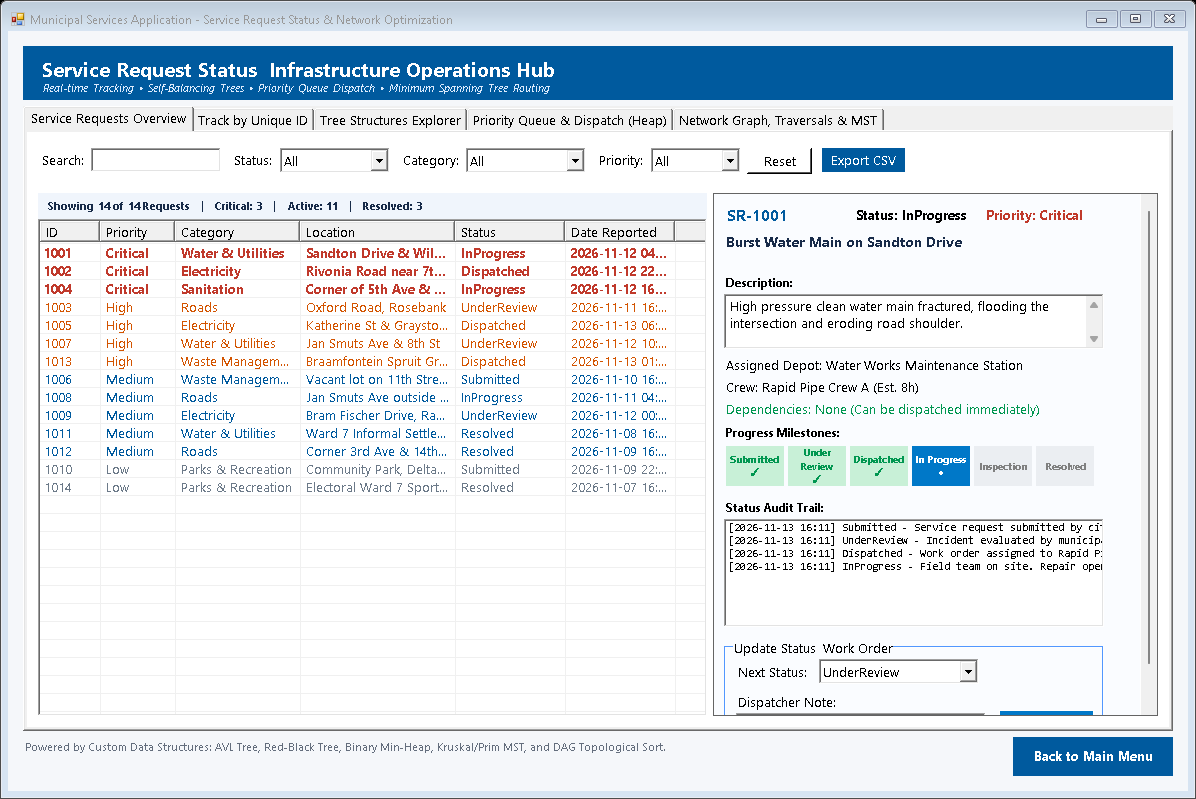 Municipal Services Application - Service Request Status & Network Optimization
Service Request Status  Infrastructure Operations Hub
Real-time Tracking • Self-Balancing Trees • Priority Queue Dispatch • Minimum Spanning Tree Routing
Service Requests Overview Track by Unique ID Tree Structures Explorer Priority Queue & Dispatch (Heap) Network Graph, Traversals & MST
Search: Status: All Category: All Priority: All Reset Export CSV
Showing 14 of 14 Requests | Critical: 3 | Active: 11 | Resolved: 3
ID Priority Category Location Status Date Reported
1001 Critical Water & Utilities Sandton Drive & Wil... InProgress 2026-11-12 04:...
1002 Critical Electricity Rivonia Road near 7t... Dispatched 2026-11-12 22:...
1004 Critical Sanitation Corner of 5th Ave & ... InProgress 2026-11-12 16:...
1003 High Roads Oxford Road, Rosebank UnderReview 2026-11-11 16:...
1005 High Electricity Katherine St & Graysto... Dispatched 2026-11-13 06:...
1007 High Water & Utilities Jan Smuts Ave & 8th St UnderReview 2026-11-12 10:...
1013 High Waste Managem... Braamfontein Spruit Gr... Dispatched 2026-11-13 01:...
1006 Medium Waste Managem... Vacant lot on 11th Stre... Submitted 2026-11-10 16:...
1008 Medium Roads Jan Smuts Ave outside ... InProgress 2026-11-11 04:...
1009 Medium Electricity Bram Fischer Drive, Ra... UnderReview 2026-11-12 00:...
1011 Medium Water & Utilities Ward 7 Informal Settle... Resolved 2026-11-08 16:...
1012 Medium Roads Corner 3rd Ave & 14th... Resolved 2026-11-09 16:...
1010 Low Parks & Recreation Community Park, Delta... Submitted 2026-11-09 22:...
1014 Low Parks & Recreation Electoral Ward 7 Sport... Resolved 2026-11-07 16:...
SR-1001 Status: InProgress Priority: Critical
Burst Water Main on Sandton Drive
Description:
High pressure clean water main fractured, flooding the
intersection and eroding road shoulder.
Assigned Depot: Water Works Maintenance Station
Crew: Rapid Pipe Crew A (Est. 8h)
Dependencies: None (Can be dispatched immediately)
Progress Milestones:
Submitted ✓ Under Review ✓ Dispatched ✓ In Progress • Inspection Resolved
Status Audit Trail:
[2026-11-13 16:11] Submitted - Service request submitted by ci
[2026-11-13 16:11] UnderReview - Incident evaluated by municip
[2026-11-13 16:11] Dispatched - Work order assigned to Rapid P
[2026-11-13 16:11] InProgress - Field team on site. Repair ope
Update Status  Work Order
Next Status: UnderReview
Dispatcher Note:
Powered by Custom Data Structures: AVL Tree, Red-Black Tree, Binary Min-Heap, Kruskal/Prim MST, and DAG Topological Sort.
Back to Main Menu